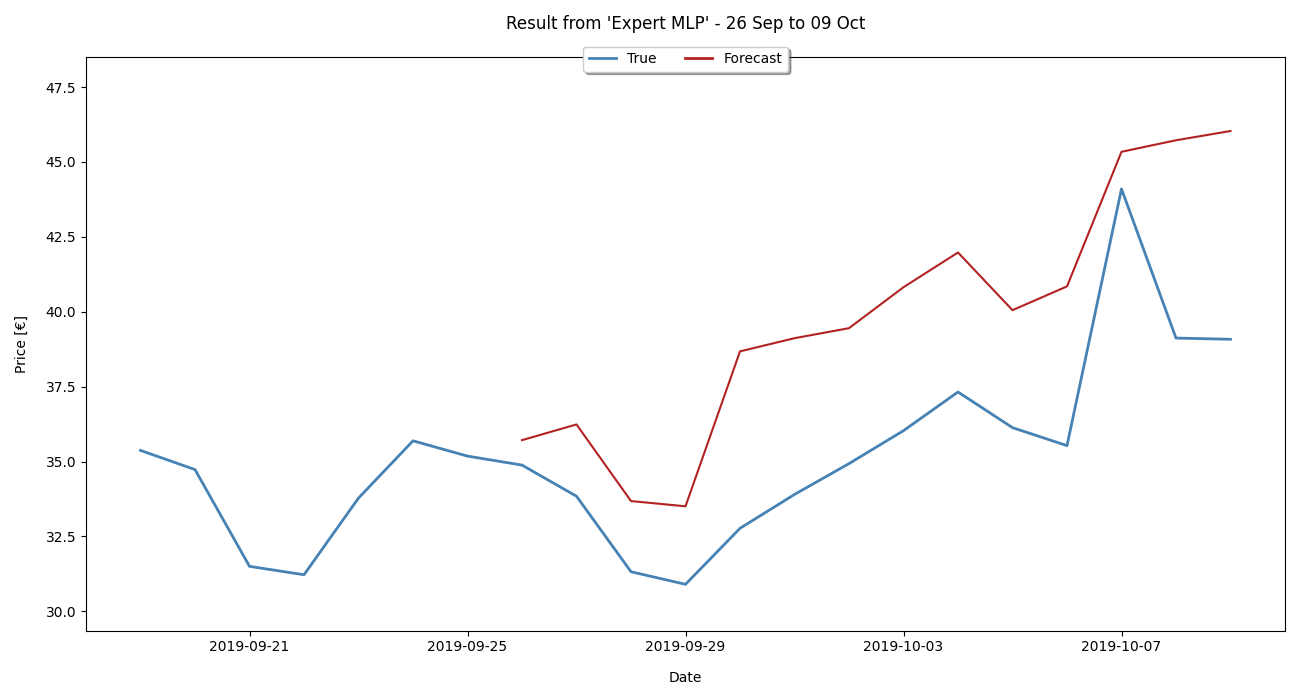 Result from 'Expert MLP' - 26 Sep to 09 Oct
True Forecast
47.5
45.0
42.5
40.0
37.5
35.0
32.5
30.0
Price [€]
2019-09-21 2019-09-25 2019-09-29 2019-10-03 2019-10-07
Date